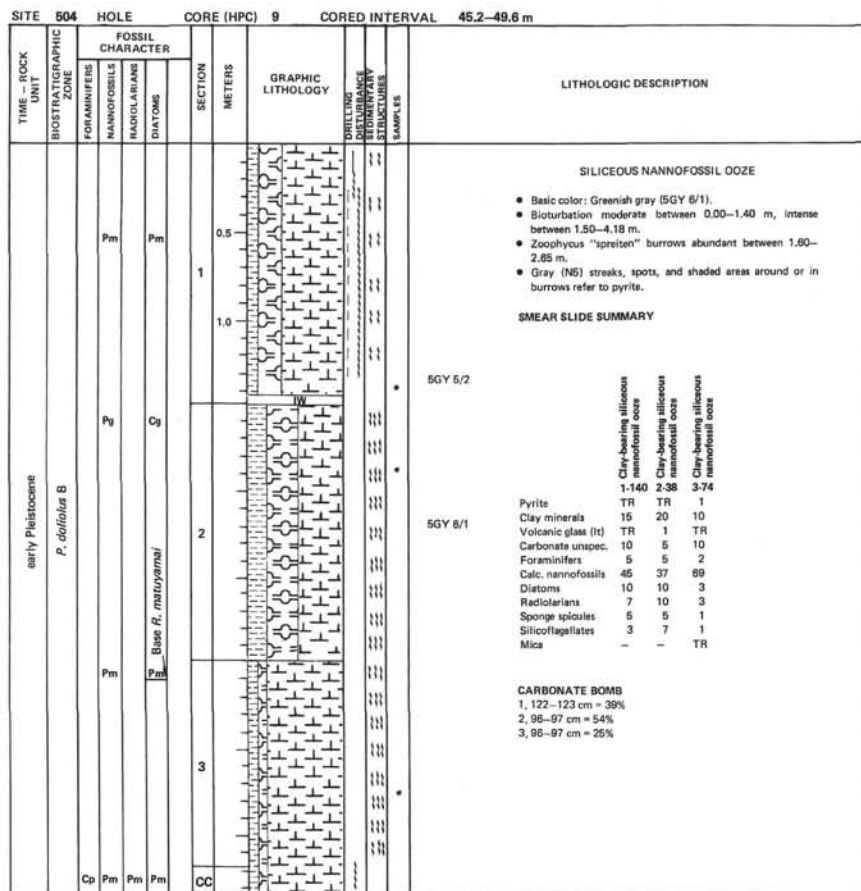 SITE 504 HOLE CORE (HPC) 9 CORED INTERVAL 45.2–49.6 m
TIME – ROCK UNIT
BIOSTRATIGRAPHIC ZONE
FOSSIL CHARACTER
FORAMINIFERS
NANNOFOSSILS
RADIOLARIANS
DIATOMS
SECTION
METERS
GRAPHIC LITHOLOGY
DRILLING DISTURBANCE
SEDIMENTARY STRUCTURES
SAMPLES
LITHOLOGIC DESCRIPTION
early Pleistocene
P. doliolus B
Pm Pm
Pg Cg
Base R. matuyamai
Pm Pm
Cp Pm Pm Pm
1
0.5
1.0
IW
2
3
CC
*
*
*
5GY 5/2
5GY 6/1
SILICEOUS NANNOFOSSIL OOZE
• Basic color: Greenish gray (5GY 6/1).
• Bioturbation moderate between 0.00–1.40 m, intense
between 1.50–4.18 m.
• Zoophycus "spreiten" burrows abundant between 1.60–
2.65 m.
• Gray (N5) streaks, spots, and shaded areas around or in
burrows refer to pyrite.
SMEAR SLIDE SUMMARY
Clay-bearing siliceous nannofossil ooze
Clay-bearing siliceous nannofossil ooze
Clay-bearing siliceous nannofossil ooze
1-140 2-38 3-74
Pyrite TR TR 1
Clay minerals 15 20 10
Volcanic glass (lt) TR 1 TR
Carbonate unspec. 10 5 10
Foraminifers 5 5 2
Calc. nannofossils 45 37 69
Diatoms 10 10 3
Radiolarians 7 10 3
Sponge spicules 5 5 1
Silicoflagellates 3 7 1
Mica – – TR
CARBONATE BOMB
1, 122–123 cm = 39%
2, 96–97 cm = 54%
3, 96–97 cm = 25%